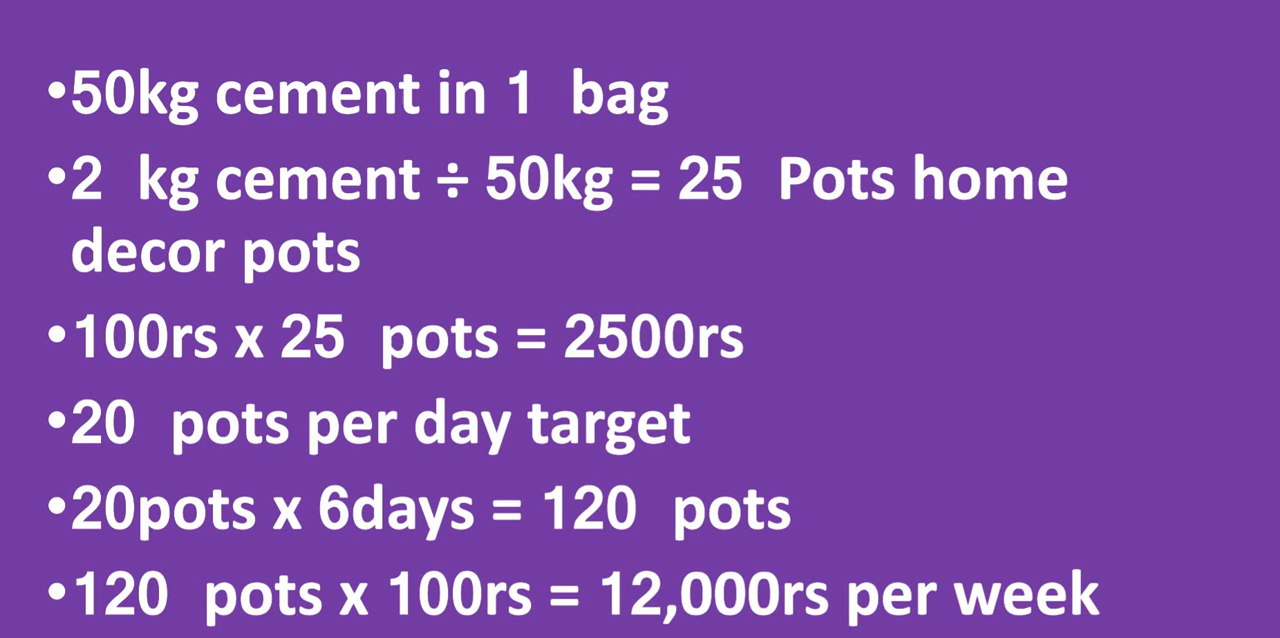 •50kg cement in 1 bag
•2 kg cement ÷ 50kg = 25 Pots home
decor pots
•100rs x 25 pots = 2500rs
•20 pots per day target
•20pots x 6days = 120 pots
•120 pots x 100rs = 12,000rs per week